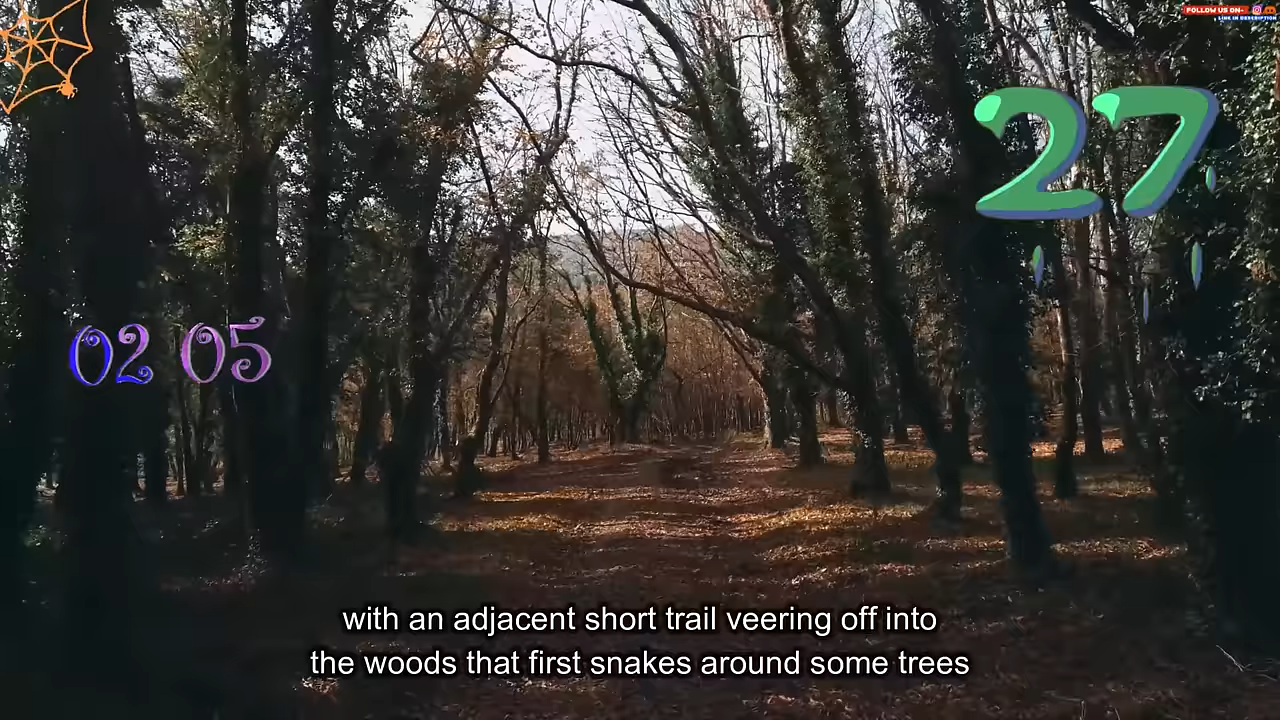 FOLLOW US ON-
LINK IN DESCRIPTION
27
02 05
with an adjacent short trail veering off into
the woods that first snakes around some trees